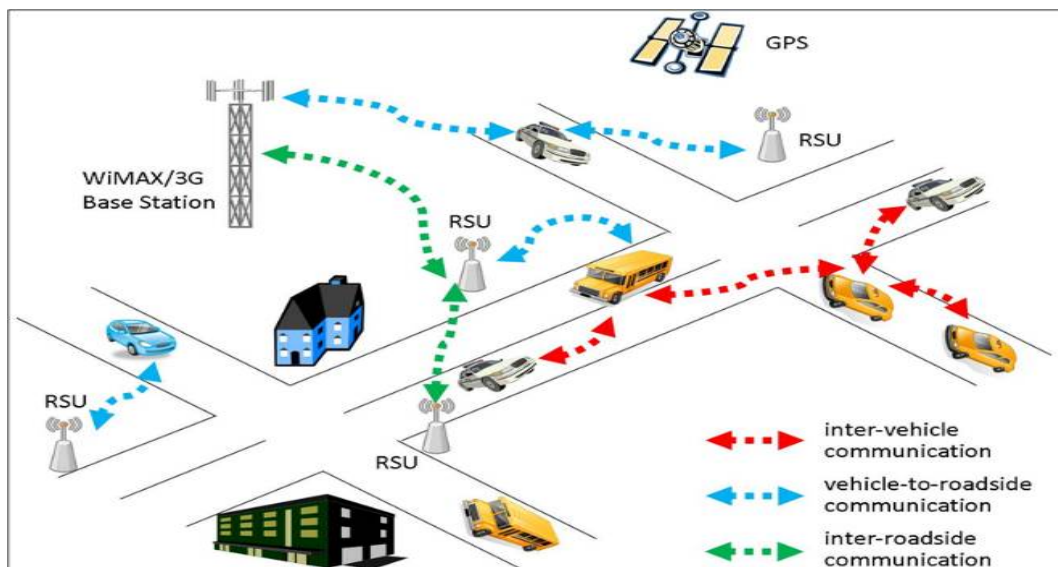 GPS
RSU
WiMAX/3G
Base Station
RSU
RSU
RSU
inter-vehicle
communication
vehicle-to-roadside
communication
inter-roadside
communication